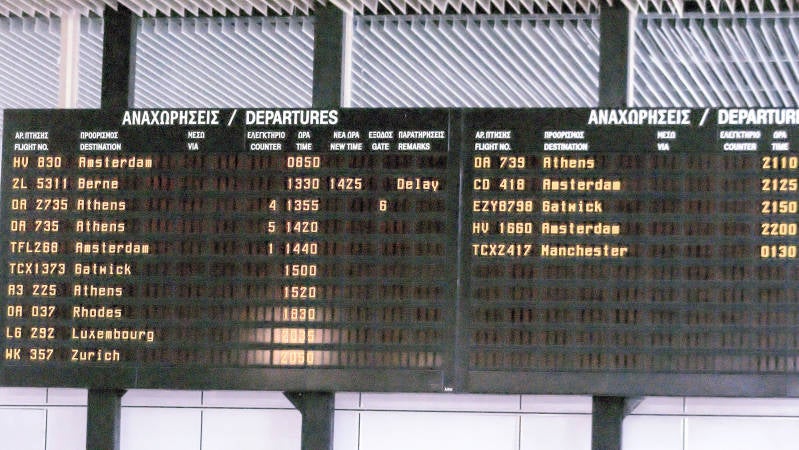 ΑΝΑΧΩΡΗΣΕΙΣ / DEPARTURES
ΑΡ. ΠΤΗΣΗΣ ΠΡΟΟΡΙΣΜΟΣ ΜΕΣΩ ΕΛΕΓΚΤΗΡΙΟ ΩΡΑ ΝΕΑ ΩΡΑ ΕΞΟΔΟΣ ΠΑΡΑΤΗΡΗΣΕΙΣ
FLIGHT NO. DESTINATION VIA COUNTER TIME NEW TIME GATE REMARKS
HV 830 Amsterdam 0850
2L 5311 Berne 1330 1425 Delay
OA 2735 Athens 4 1355 6
OA 735 Athens 5 1420
TFL268 Amsterdam 1 1440
TCX1373 Gatwick 1500
A3 225 Athens 1520
OA 037 Rhodes 1830
LG 292 Luxembourg
WK 357 Zurich 2050
ΑΝΑΧΩΡΗΣΕΙΣ / DEPARTURE
ΑΡ. ΠΤΗΣΗΣ ΠΡΟΟΡΙΣΜΟΣ ΜΕΣΩ ΕΛΕΓΚΤΗΡΙΟ ΩΡΑ
FLIGHT NO. DESTINATION VIA COUNTER TIME
OA 739 Athens 2110
CD 418 Amsterdam 2125
EZY8798 Gatwick 2150
HV 1660 Amsterdam 2200
TCX2417 Manchester 0130